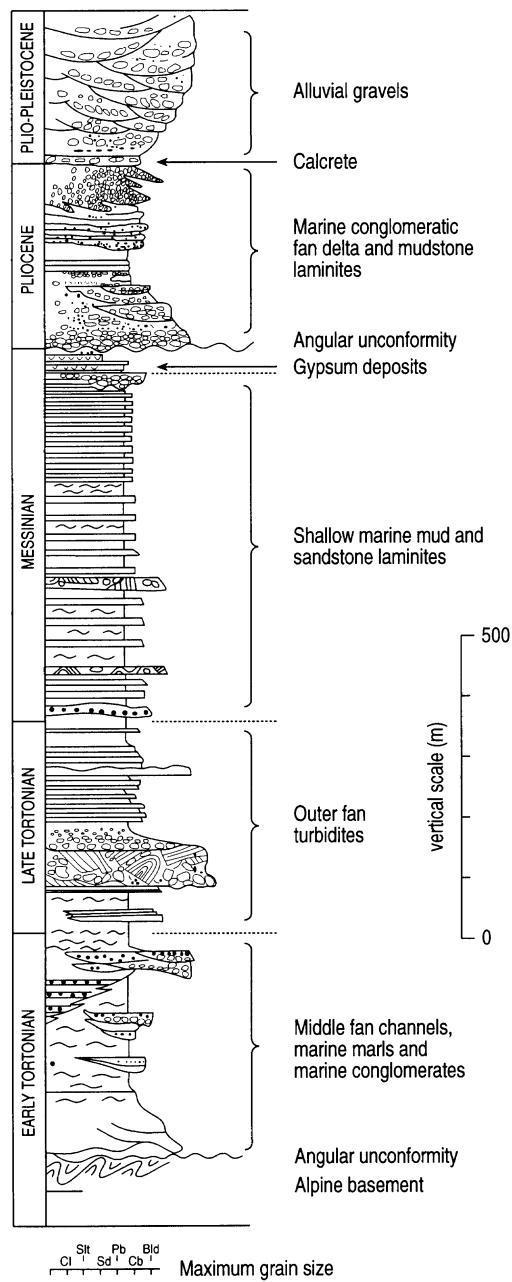 PLIO-PLEISTOCENE
Alluvial gravels
Calcrete
PLIOCENE
Marine conglomeratic
fan delta and mudstone
laminites
Angular unconformity
Gypsum deposits
MESSINIAN
Shallow marine mud and
sandstone laminites
500
vertical scale (m)
0
LATE TORTONIAN
Outer fan
turbidites
EARLY TORTONIAN
Middle fan channels,
marine marls and
marine conglomerates
Angular unconformity
Alpine basement
Slt Pb Bld
Cl Sd Cb
Maximum grain size